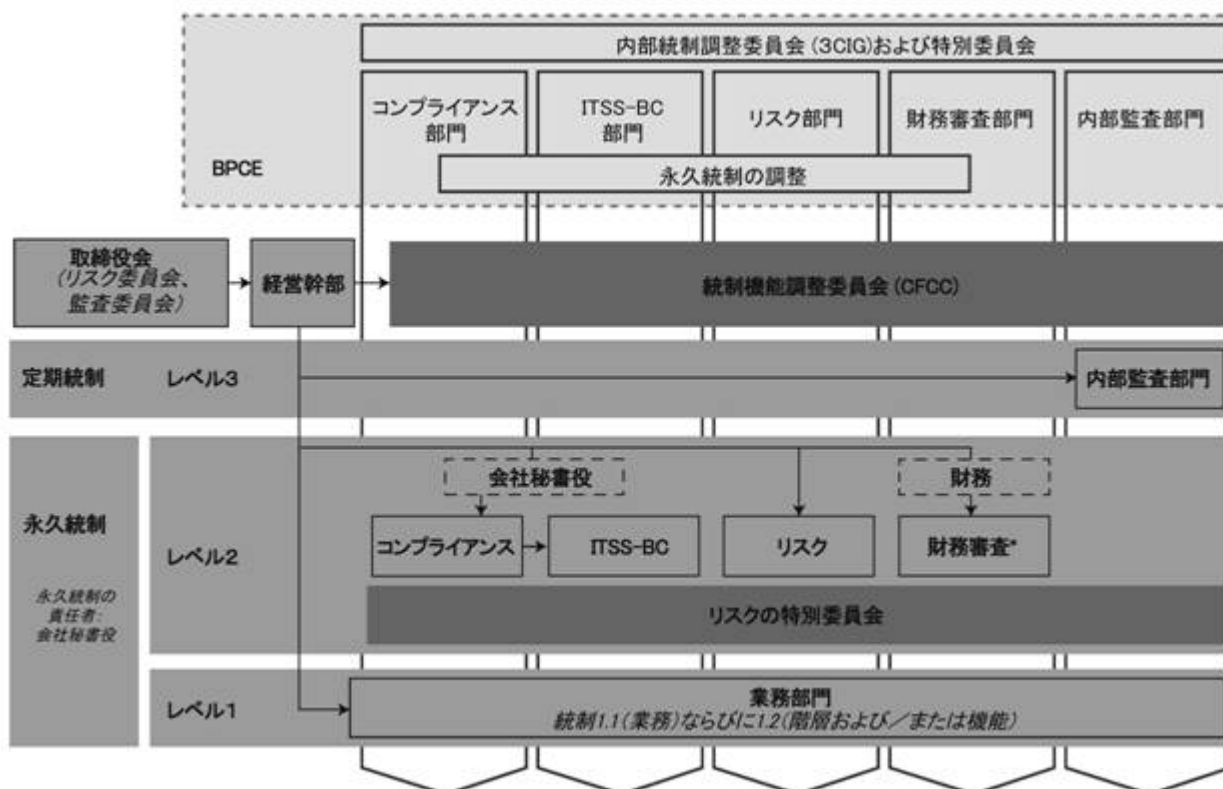 内部統制調整委員会 (3CIG)および特別委員会
コンプライアンス
部門
ITSS-BC
部門
リスク部門
財務審査部門
内部監査部門
BPCE
永久統制の調整
取締役会
(リスク委員会、
監査委員会)
経営幹部
統制機能調整委員会 (CFCC)
定期統制
レベル3
内部監査部門
永久統制
永久統制の
責任者:
会社秘書役
レベル2
会社秘書役
財務
コンプライアンス
ITSS-BC
リスク
財務審査*
リスクの特別委員会
レベル1
業務部門
統制1.1(業務)ならびに1.2(階層および／または機能)